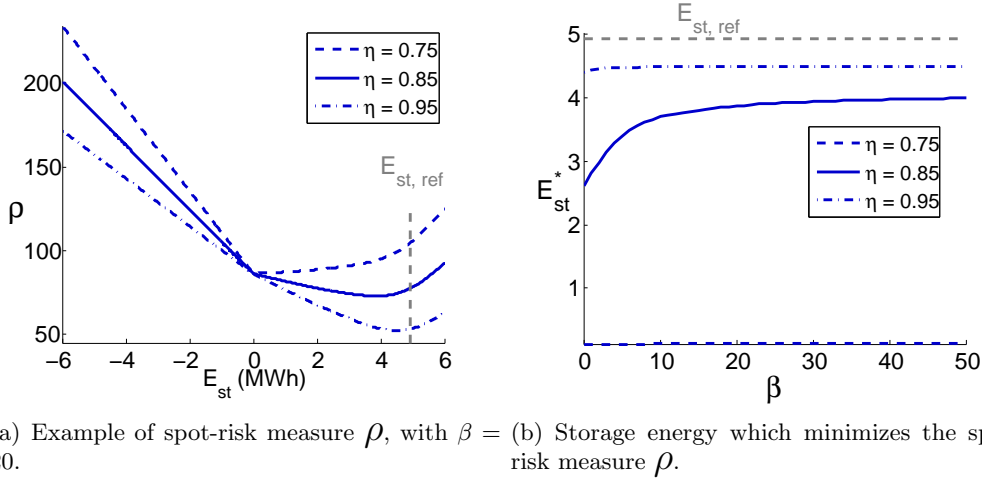 200
150
100
50
ρ
−6
−4
−2
0
2
4
6
E_st (MWh)
η = 0.75
η = 0.85
η = 0.95
E_st, ref
E_st, ref
5
4
3
2
1
E*_st
0
10
20
30
40
50
β
η = 0.75
η = 0.85
η = 0.95
a) Example of spot-risk measure ρ, with β =
0.
(b) Storage energy which minimizes the sp
risk measure ρ.